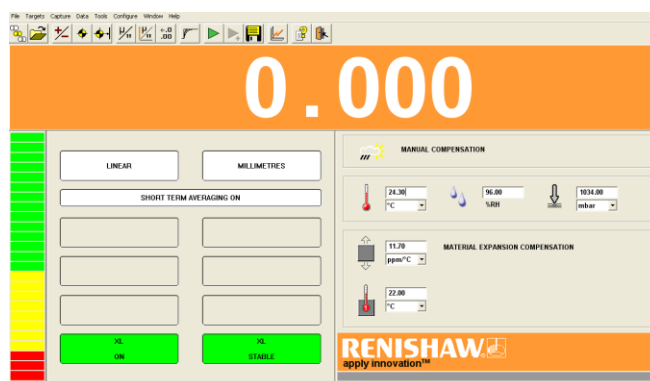 File Targets Capture Data Tools Configure Window Help
0.000
LINEAR
MILLIMETRES
SHORT TERM AVERAGING ON
XL
ON
XL
STABLE
MANUAL COMPENSATION
24.30
°C
96.00
%RH
1034.00
mbar
11.70
ppm/°C
MATERIAL EXPANSION COMPENSATION
22.00
°C
RENISHAW
apply innovation™